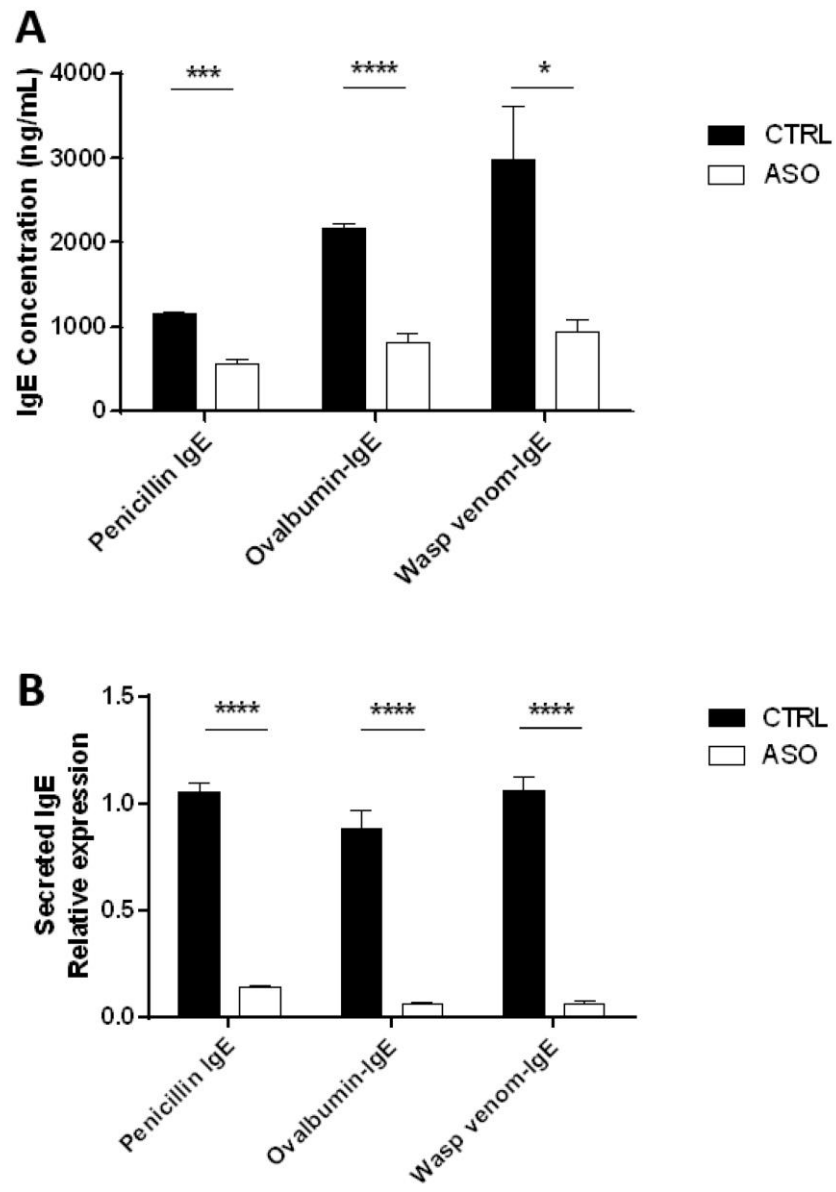 A
IgE Concentration (ng/mL)
4000
3000
2000
1000
0
***
****
*
CTRL
ASO
Penicillin IgE
Ovalbumin-IgE
Wasp venom-IgE
B
Secreted IgE
Relative expression
1.5
1.0
0.5
0.0
****
****
****
CTRL
ASO
Penicillin IgE
Ovalbumin-IgE
Wasp venom-IgE